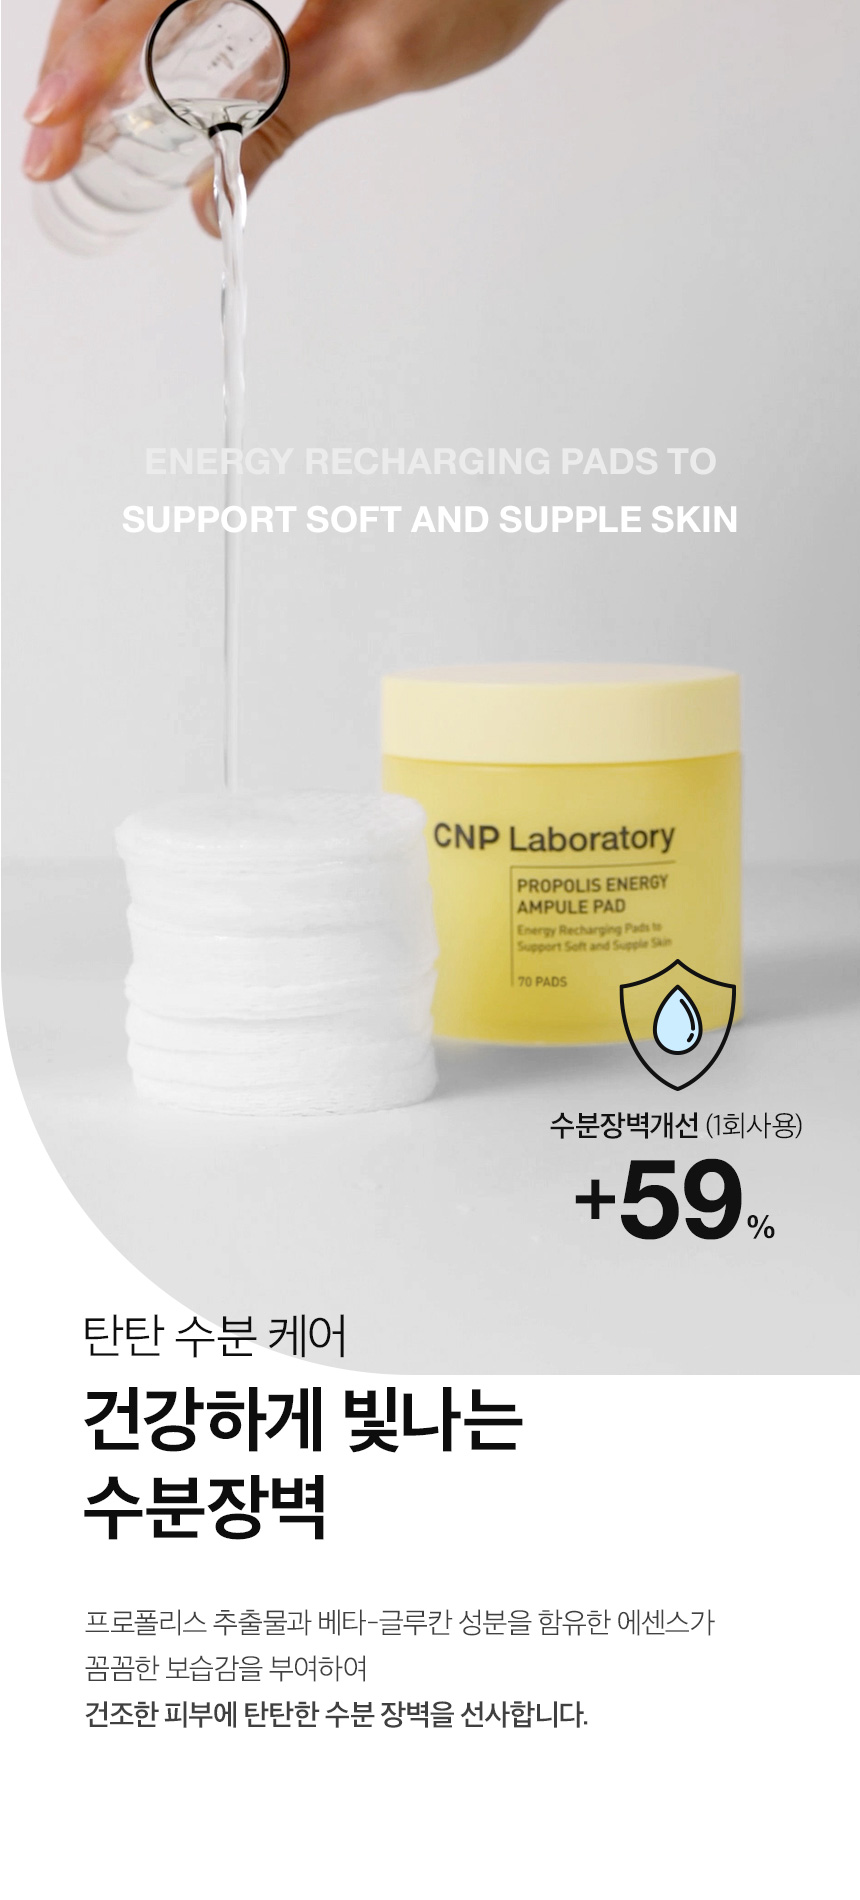 ENERGY RECHARGING PADS TO
SUPPORT SOFT AND SUPPLE SKIN
CNP Laboratory
PROPOLIS ENERGY
AMPULE PAD
Energy Recharging Pads to
Support Soft and Supple Skin
70 PADS
수분장벽개선 (1회사용)
+59%
탄탄 수분 케어
건강하게 빛나는
수분장벽
프로폴리스 추출물과 베타-글루칸 성분을 함유한 에센스가
꼼꼼한 보습감을 부여하여
건조한 피부에 탄탄한 수분 장벽을 선사합니다.